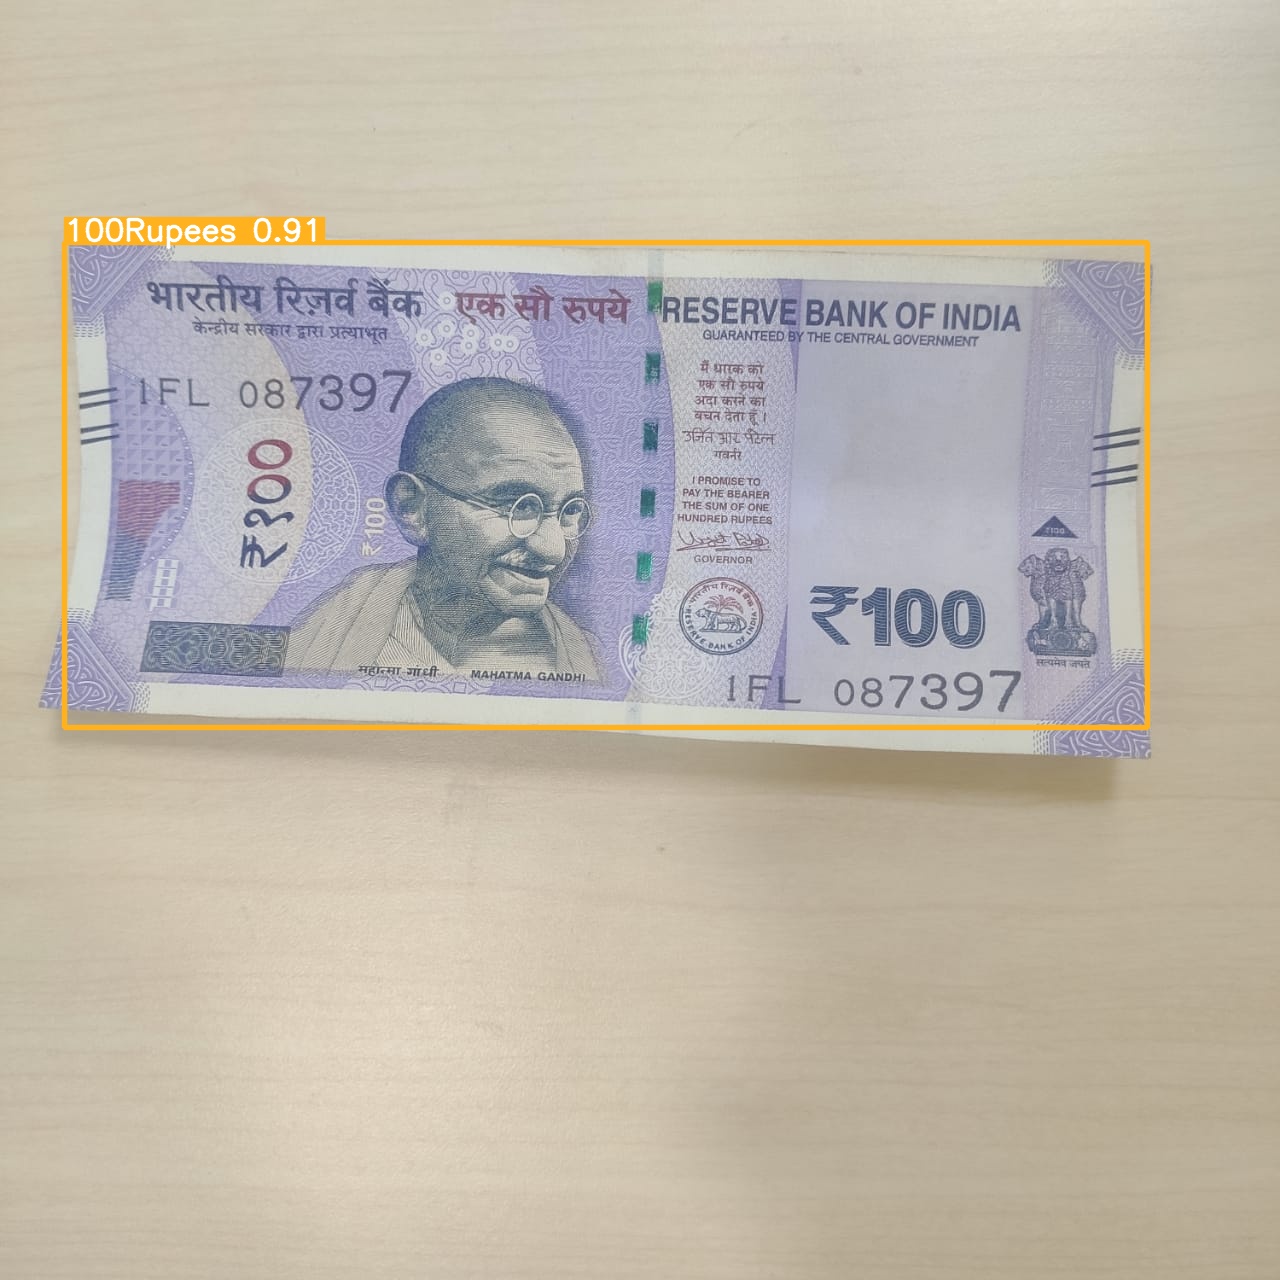 100Rupees 0.91
भारतीय रिज़र्व बैंक
केन्द्रीय सरकार द्वारा प्रत्याभूत
एक सौ रुपये
RESERVE BANK OF INDIA
GUARANTEED BY THE CENTRAL GOVERNMENT
1FL 087397
₹१००
₹100
मैं धारक को
एक सौ रुपये
अदा करने का
वचन देता हूँ।
उर्जित आर. पटेल
गवर्नर
I PROMISE TO
PAY THE BEARER
THE SUM OF ONE
HUNDRED RUPEES
GOVERNOR
भारतीय रिज़र्व बैंक
RESERVE BANK OF INDIA
₹100
₹100
सत्यमेव जयते
महात्मा गांधी
MAHATMA GANDHI
1FL 087397